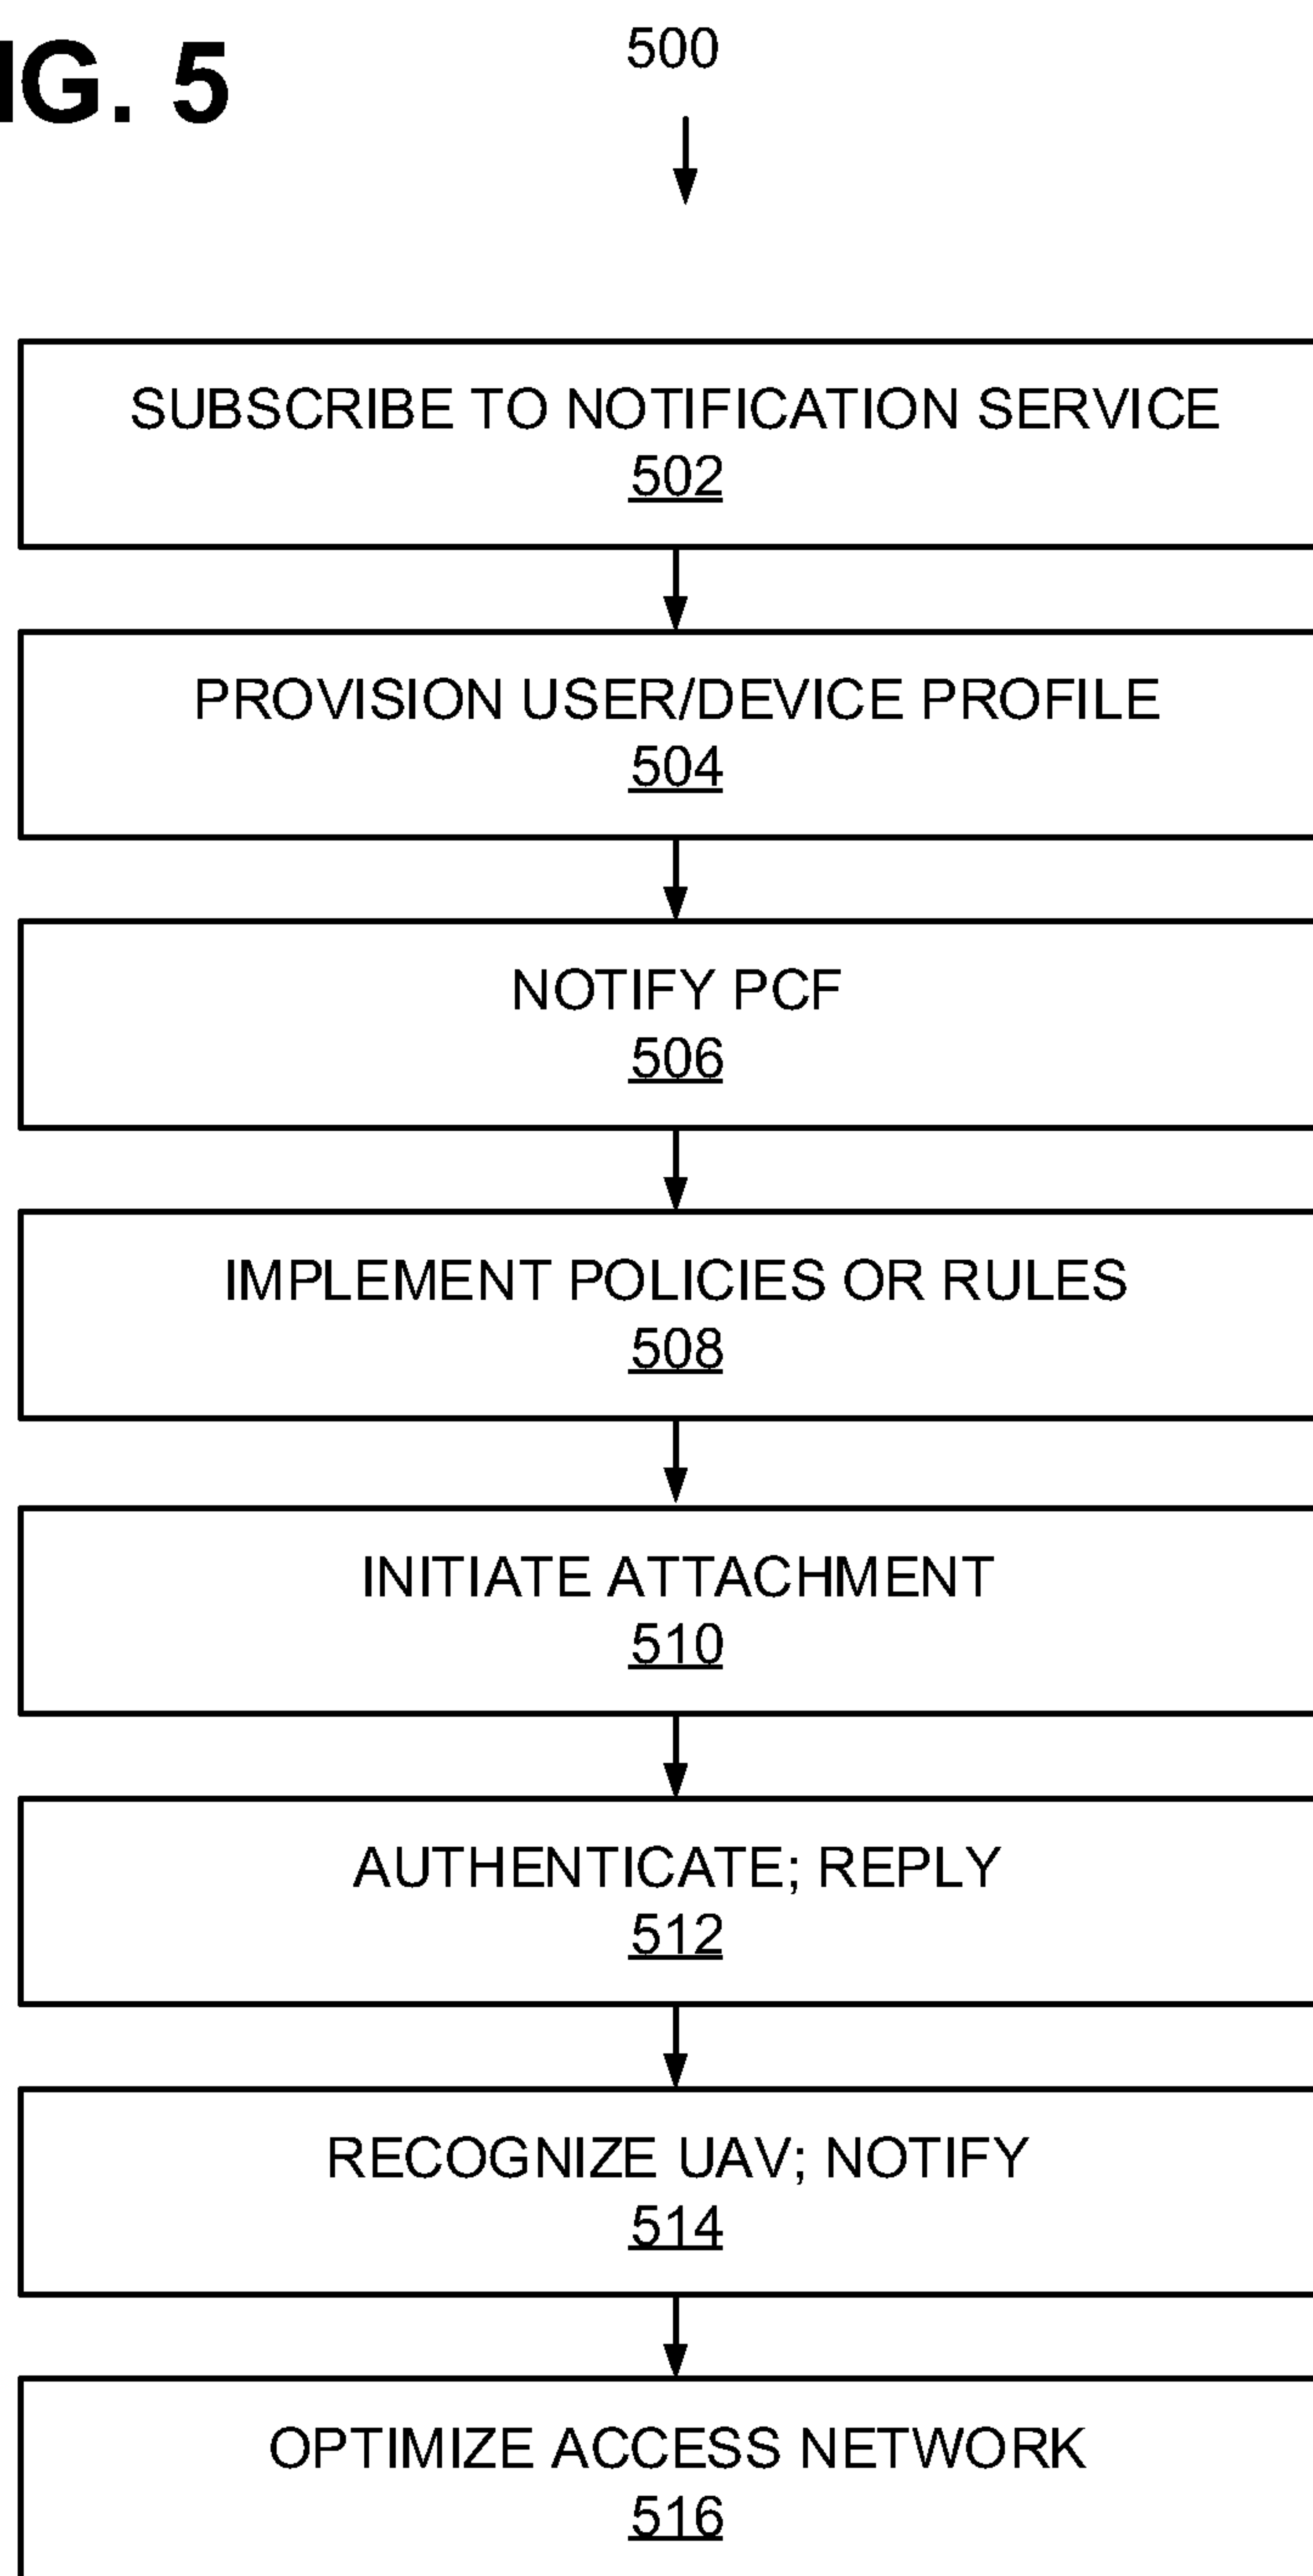 IG. 5
500
SUBSCRIBE TO NOTIFICATION SERVICE
502
PROVISION USER/DEVICE PROFILE
504
NOTIFY PCF
506
IMPLEMENT POLICIES OR RULES
508
INITIATE ATTACHMENT
510
AUTHENTICATE; REPLY
512
RECOGNIZE UAV; NOTIFY
514
OPTIMIZE ACCESS NETWORK
516